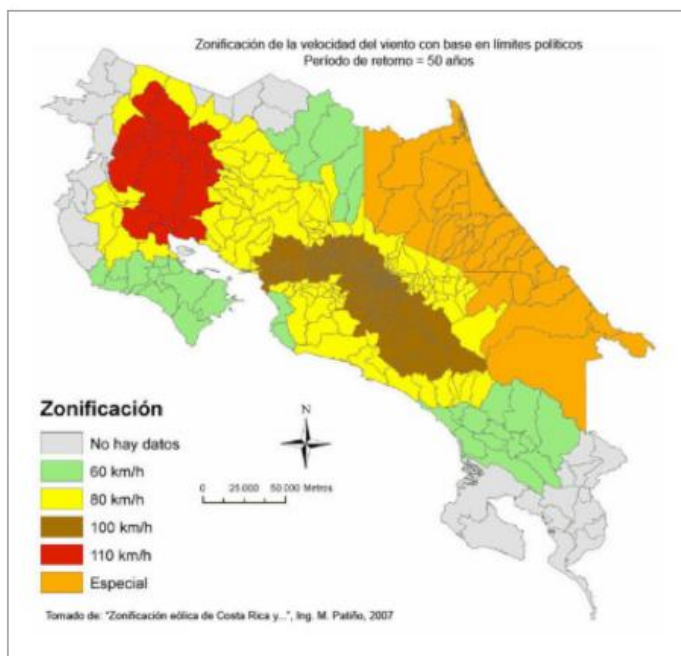 Zonificación de la velocidad del viento con base en límites políticos
Período de retorno = 50 años
Zonificación
No hay datos
60 km/h
80 km/h
100 km/h
110 km/h
Especial
N
0 25 000 50 000 Metros
Tomado de: "Zonificación eólica de Costa Rica y...", Ing. M. Patiño, 2007